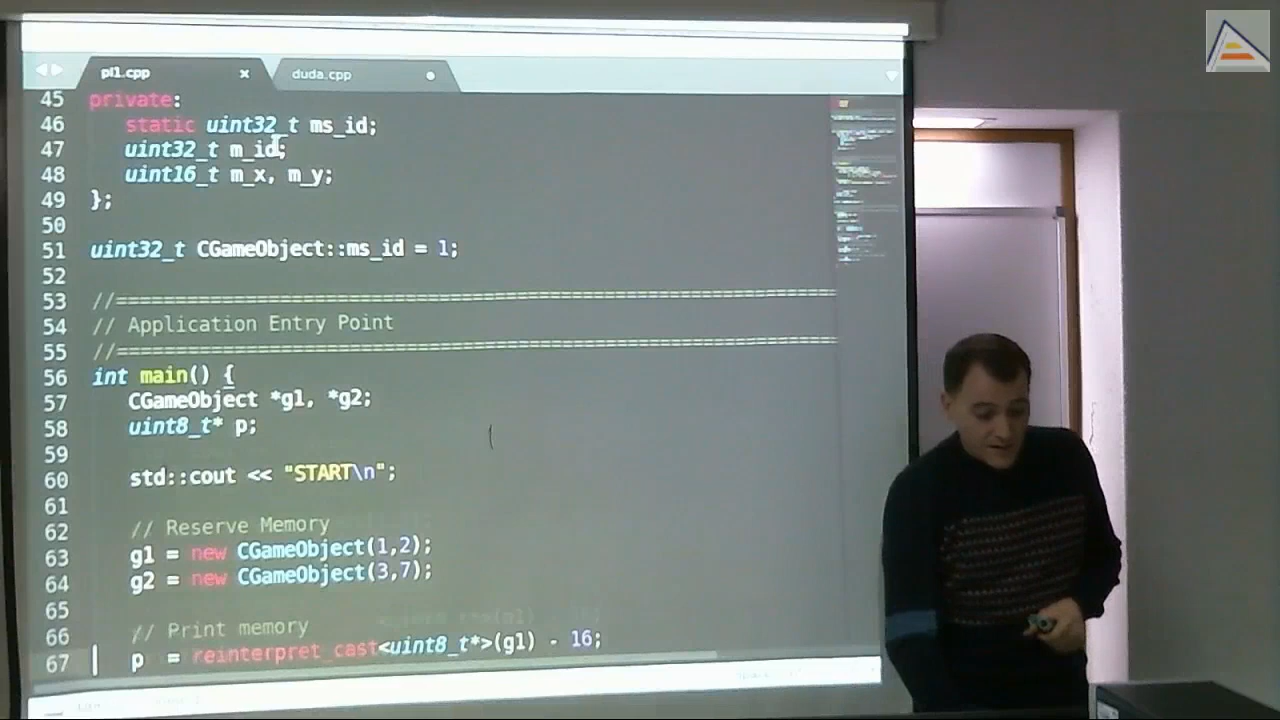 pl1.cpp x duda.cpp
45 private:
46 static uint32_t ms_id;
47 uint32_t m_id;
48 uint16_t m_x, m_y;
49 };
50
51 uint32_t CGameObject::ms_id = 1;
52
53 //=============================================================
54 // Application Entry Point
55 //=============================================================
56 int main() {
57 CGameObject *g1, *g2;
58 uint8_t* p;
59
60 std::cout << "START\n";
61
62 // Reserve Memory
63 g1 = new CGameObject(1,2);
64 g2 = new CGameObject(3,7);
65
66 // Print memory
67 p = reinterpret_cast<uint8_t*>(g1) - 16;